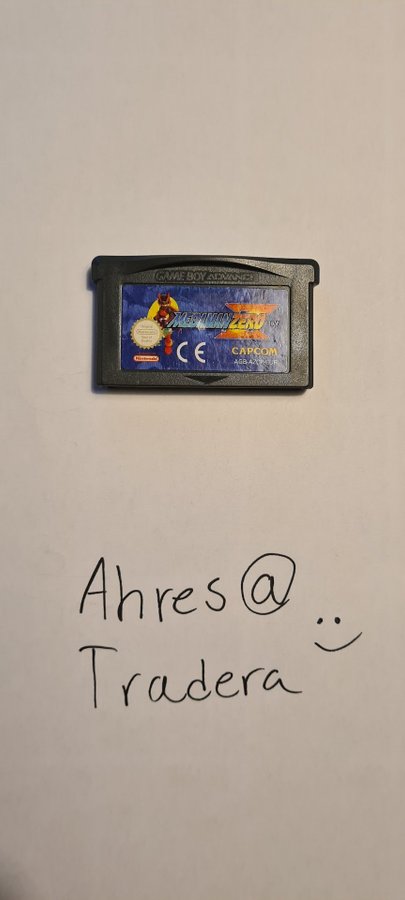 GAME BOY ADVANCE
MEGAMAN ZERO
Nintendo
CE
CAPCOM
Ahres@
Tradera